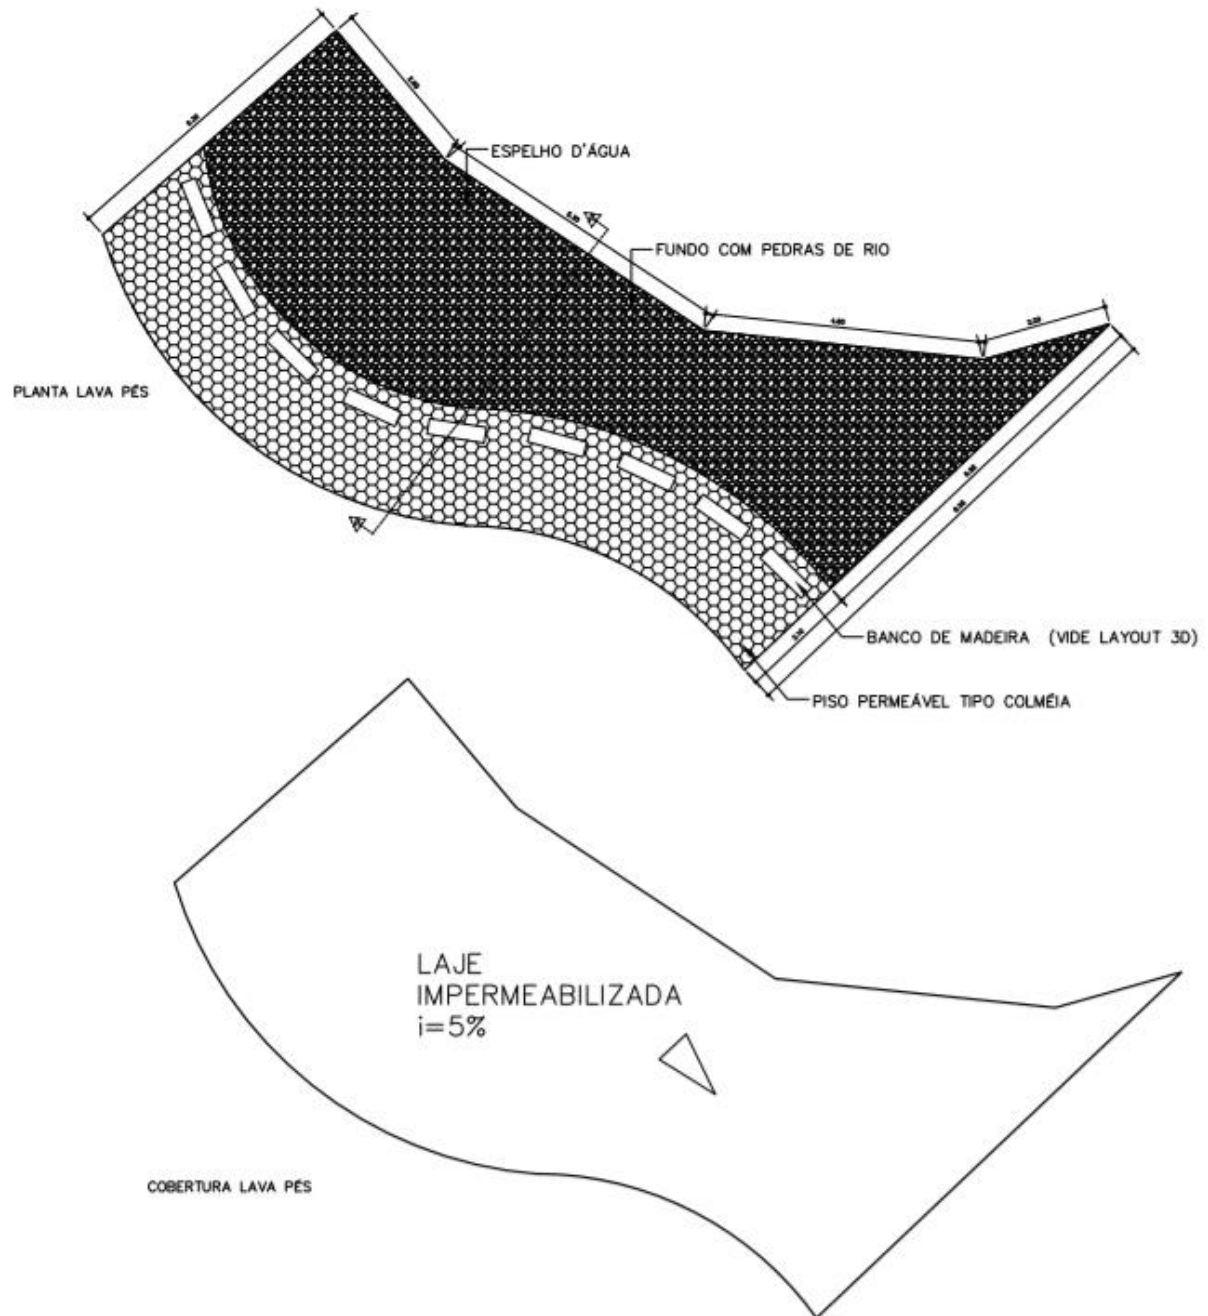 ESPELHO D'ÁGUA
FUNDO COM PEDRAS DE RIO
PLANTA LAVA PÉS
BANCO DE MADEIRA (VIDE LAYOUT 3D)
PISO PERMEÁVEL TIPO COLMÉIA
LAJE
IMPERMEABILIZADA
i=5%
COBERTURA LAVA PÉS